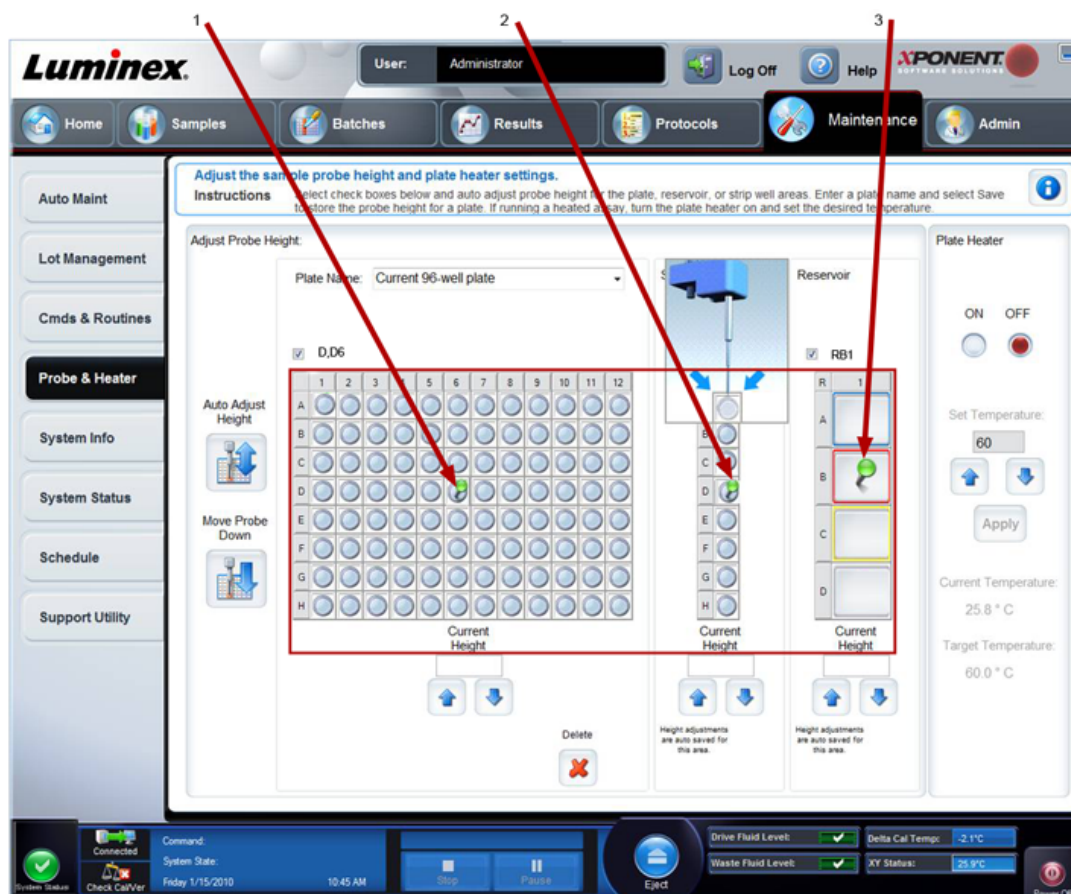 1 2 3
Luminex.
User: Administrator
Log Off
Help
XPONENT.
SOFTWARE SOLUTIONS
Home
Samples
Batches
Results
Protocols
Maintenance
Admin
Auto Maint
Lot Management
Cmds & Routines
Probe & Heater
System Info
System Status
Schedule
Support Utility
Adjust the sample probe height and plate heater settings.
Instructions
Select check boxes below and auto adjust probe height for the plate, reservoir, or strip well areas. Enter a plate name and select Save
to store the probe height for a plate. If running a heated assay, turn the plate heater on and set the desired temperature.
Adjust Probe Height:
Plate Name: Current 96-well plate
D,D6
Auto Adjust
Height
Move Probe
Down
1 2 3 4 5 6 7 8 9 10 11 12
A
B
C
D
E
F
G
H
Current
Height
Delete
B
C
D
E
F
G
H
Current
Height
Height adjustments
are auto saved for
this area.
Reservoir
RB1
R 1
A
B
C
D
Current
Height
Height adjustments
are auto saved for
this area.
Plate Heater
ON OFF
Set Temperature:
60
Apply
Current Temperature:
25.8 ° C
Target Temperature:
60.0 ° C
System Status
Connected
Check Cal/Ver
Command:
System State:
Friday 1/15/2010 10:45 AM
Stop
Pause
Eject
Drive Fluid Level:
Waste Fluid Level:
Delta Cal Temp: -2.1°C
XY Status: 25.9°C